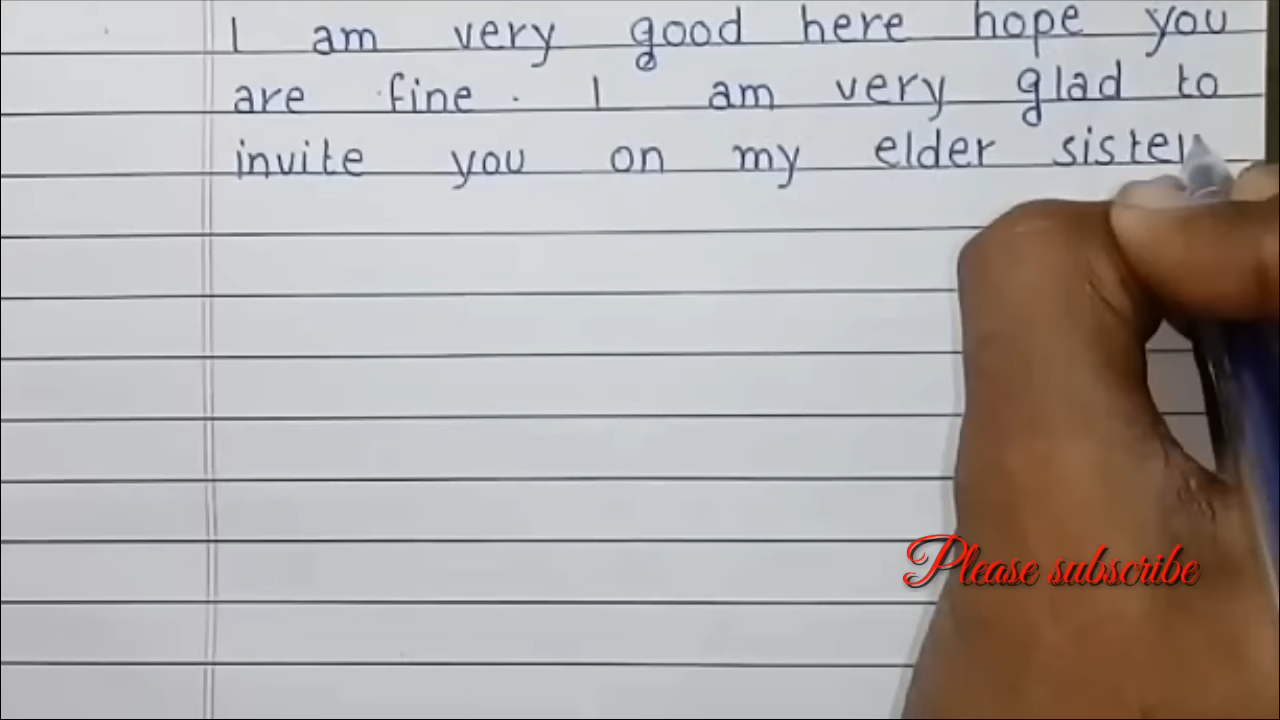 I am very good here hope you
are fine. I am very glad to
invite you on my elder sister
Please subscribe